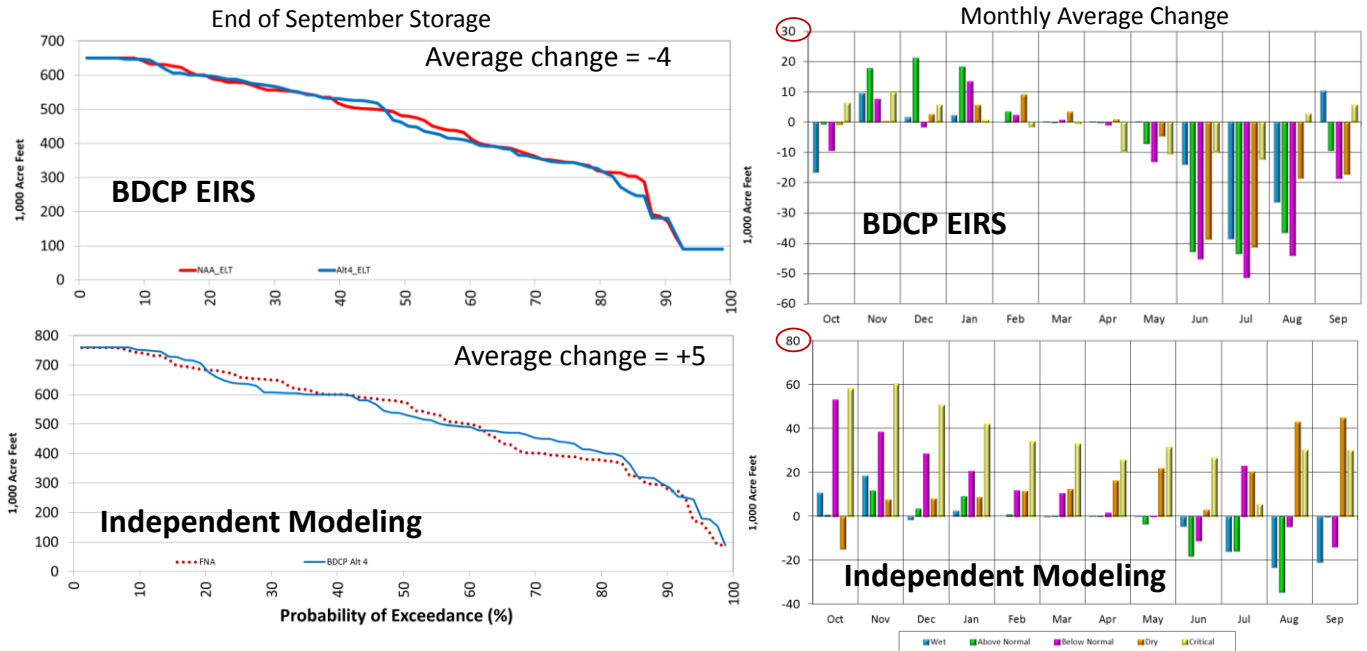 End of September Storage
Average change = -4
700
600
500
400
300
200
100
0
1,000 Acre Feet
BDCP EIRS
NAA_ELT
Alt4_ELT
0
10
20
30
40
50
60
70
80
90
100
Average change = +5
800
700
600
500
400
300
200
100
0
1,000 Acre Feet
Independent Modeling
FNA
BDCP Alt 4
0
10
20
30
40
50
60
70
80
90
100
Probability of Exceedance (%)
Monthly Average Change
30
20
10
0
-10
-20
-30
-40
-50
-60
1,000 Acre Feet
BDCP EIRS
Oct Nov Dec Jan Feb Mar Apr May Jun Jul Aug Sep
80
60
40
20
0
-20
-40
1,000 Acre Feet
Independent Modeling
Oct Nov Dec Jan Feb Mar Apr May Jun Jul Aug Sep
Wet Above Normal Below Normal Dry Critical